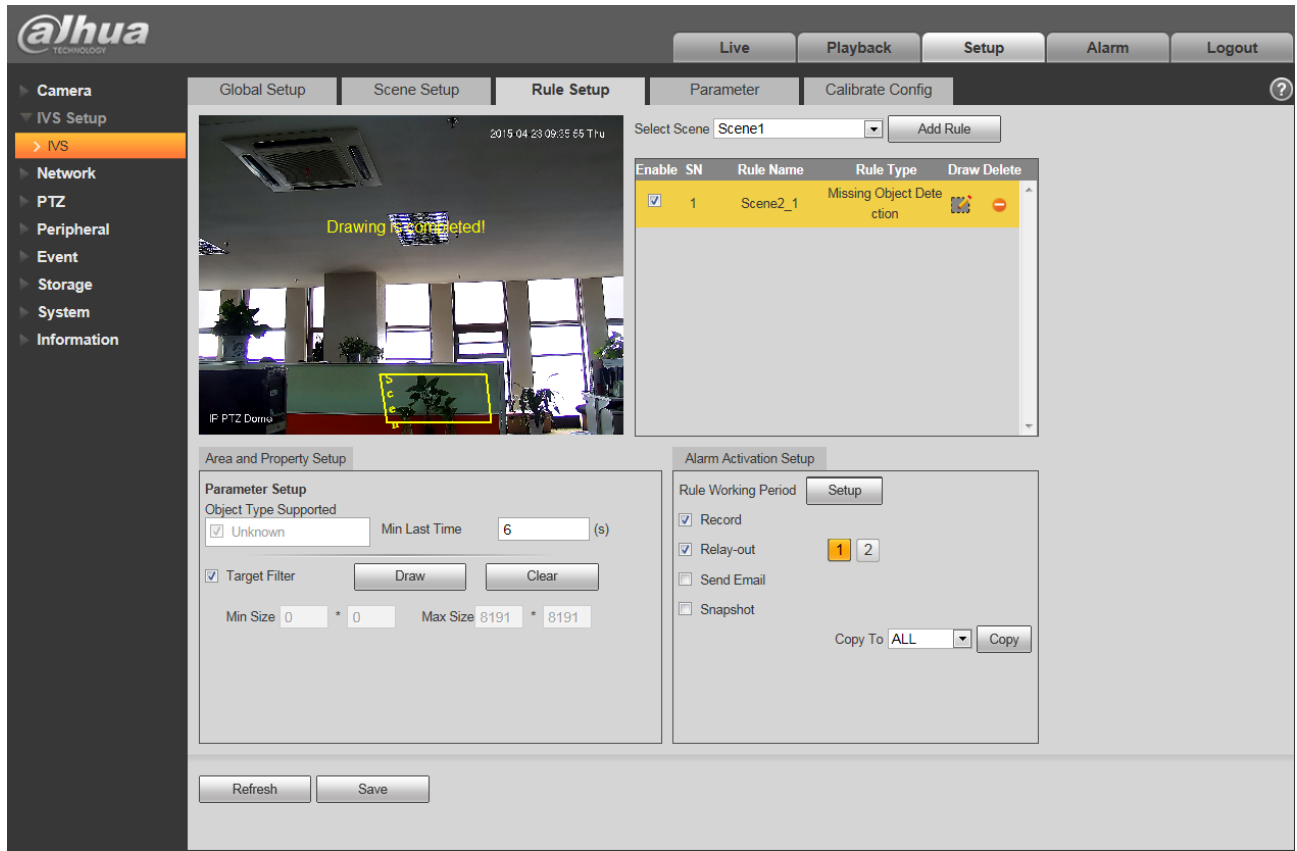 alhua
TECHNOLOGY
Live
Playback
Setup
Alarm
Logout
Camera
IVS Setup
IVS
Network
PTZ
Peripheral
Event
Storage
System
Information
Global Setup
Scene Setup
Rule Setup
Parameter
Calibrate Config
?
2015 04 23 09:35 Thu
Drawing is completed!
S
c
e
n
IP PTZ Dome
Select Scene Scene1 Add Rule
Enable SN Rule Name Rule Type Draw Delete
1 Scene2_1 Missing Object Dete
ction
Area and Property Setup
Parameter Setup
Object Type Supported
Unknown Min Last Time 6 (s)
Target Filter Draw Clear
Min Size 0 * 0 Max Size 8191 * 8191
Alarm Activation Setup
Rule Working Period Setup
Record
Relay-out 1 2
Send Email
Snapshot
Copy To ALL Copy
Refresh Save